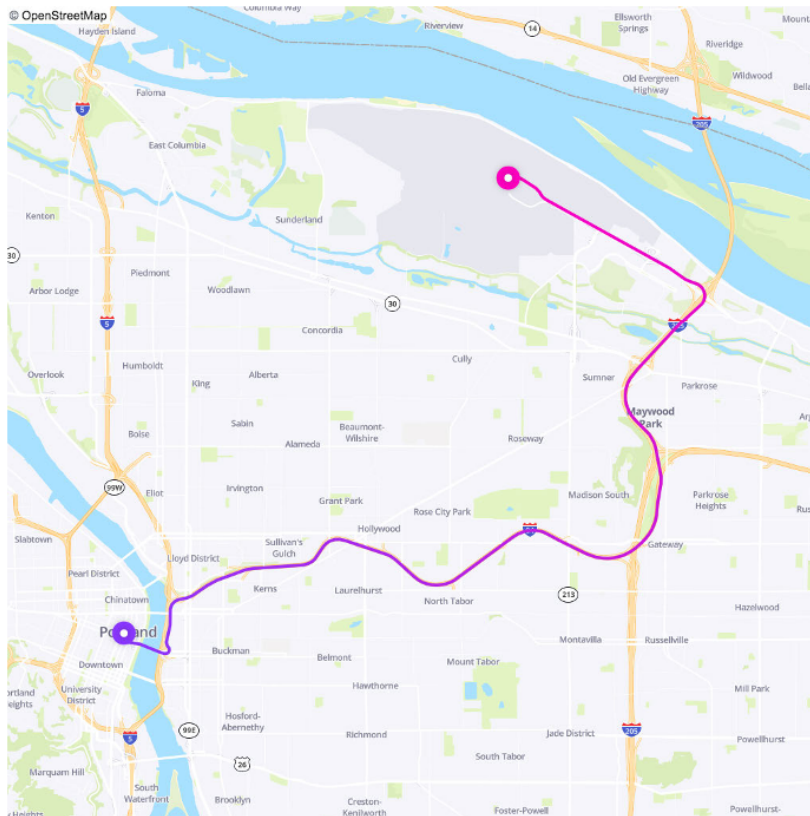 © OpenStreetMap
Columbia Way
Hayden Island
Riverview
14
Ellsworth
Springs
Riveridge
Wildwood
Old Evergreen
Highway
5
Faloma
205
East Columbia
Kenton
Sunderland
30
Piedmont
Woodlawn
Arbor Lodge
30
5
Concordia
Cully
Humboldt
Overlook
King
Alberta
Sumner
Parkrose
Maywood
Park
Sabin
Beaumont-
Wilshire
Boise
Alameda
Roseway
99W
Eliot
Irvington
Madison South
Parkrose
Heights
Grant Park
Rose City Park
Slabtown
Hollywood
Sullivan's
Gulch
Lloyd District
Gateway
Pearl District
Kerns
Laurelhurst
North Tabor
213
Chinatown
Hazelwood
Portland
Buckman
Belmont
Montavilla
Russellville
Downtown
Mount Tabor
University
District
Hawthorne
Mill Park
Hosford-
Abernethy
99E
Richmond
Jade District
205
Powellhurst
5
26
South Tabor
Marquam Hill
South
Waterfront
Brooklyn
Creston-
Kenilworth
Foster-Powell
Powellhurst-